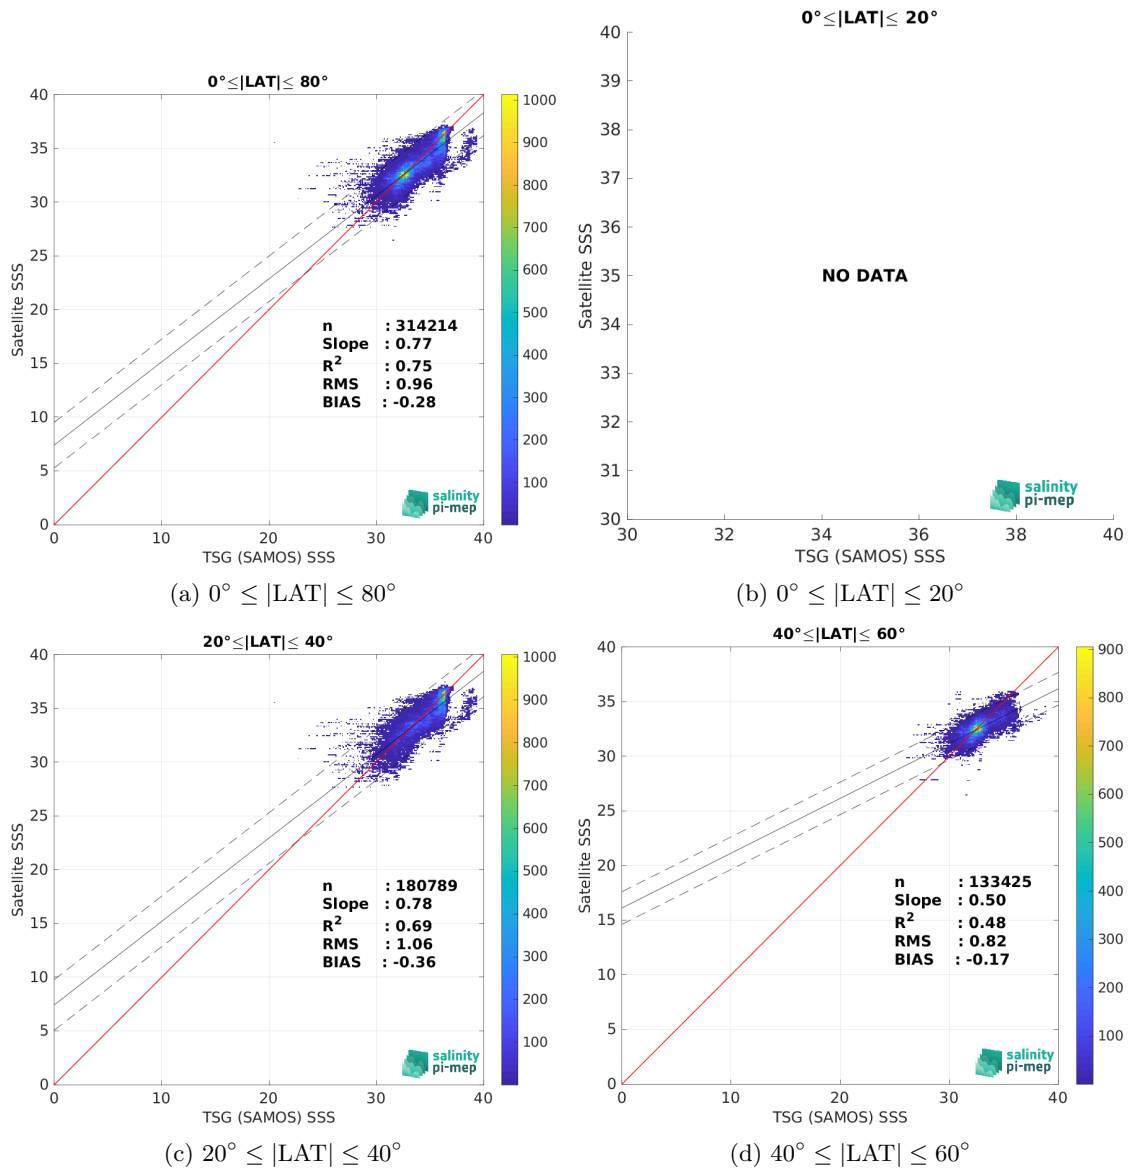 0°≤|LAT|≤ 80°
40
35
30
25
20
15
10
5
0
Satellite SSS
n : 314214
Slope : 0.77
R² : 0.75
RMS : 0.96
BIAS : -0.28
salinity
pi-mep
0 10 20 30 40
TSG (SAMOS) SSS
1000
900
800
700
600
500
400
300
200
100
(a) 0° ≤ |LAT| ≤ 80°
0°≤|LAT|≤ 20°
40
39
38
37
36
35
34
33
32
31
30
Satellite SSS
NO DATA
salinity
pi-mep
30 32 34 36 38 40
TSG (SAMOS) SSS
(b) 0° ≤ |LAT| ≤ 20°
20°≤|LAT|≤ 40°
40
35
30
25
20
15
10
5
0
Satellite SSS
n : 180789
Slope : 0.78
R² : 0.69
RMS : 1.06
BIAS : -0.36
salinity
pi-mep
0 10 20 30 40
TSG (SAMOS) SSS
1000
900
800
700
600
500
400
300
200
100
(c) 20° ≤ |LAT| ≤ 40°
40°≤|LAT|≤ 60°
40
35
30
25
20
15
10
5
0
Satellite SSS
n : 133425
Slope : 0.50
R² : 0.48
RMS : 0.82
BIAS : -0.17
salinity
pi-mep
0 10 20 30 40
TSG (SAMOS) SSS
900
800
700
600
500
400
300
200
100
(d) 40° ≤ |LAT| ≤ 60°